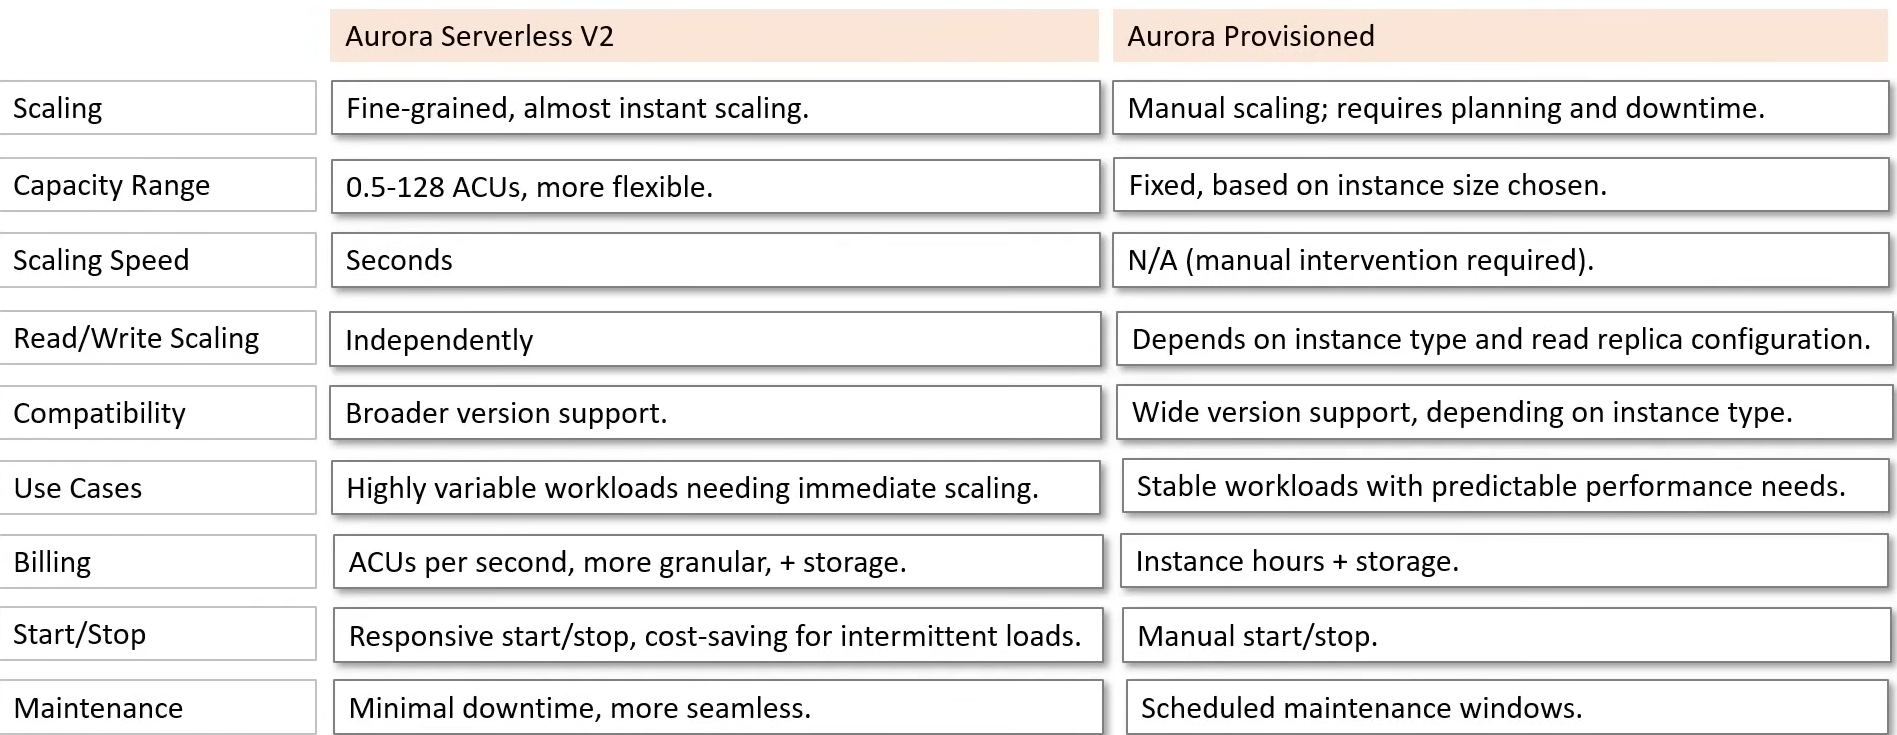 Aurora Serverless V2
Aurora Provisioned
Scaling
Fine-grained, almost instant scaling.
Manual scaling; requires planning and downtime.
Capacity Range
0.5-128 ACUs, more flexible.
Fixed, based on instance size chosen.
Scaling Speed
Seconds
N/A (manual intervention required).
Read/Write Scaling
Independently
Depends on instance type and read replica configuration.
Compatibility
Broader version support.
Wide version support, depending on instance type.
Use Cases
Highly variable workloads needing immediate scaling.
Stable workloads with predictable performance needs.
Billing
ACUs per second, more granular, + storage.
Instance hours + storage.
Start/Stop
Responsive start/stop, cost-saving for intermittent loads.
Manual start/stop.
Maintenance
Minimal downtime, more seamless.
Scheduled maintenance windows.